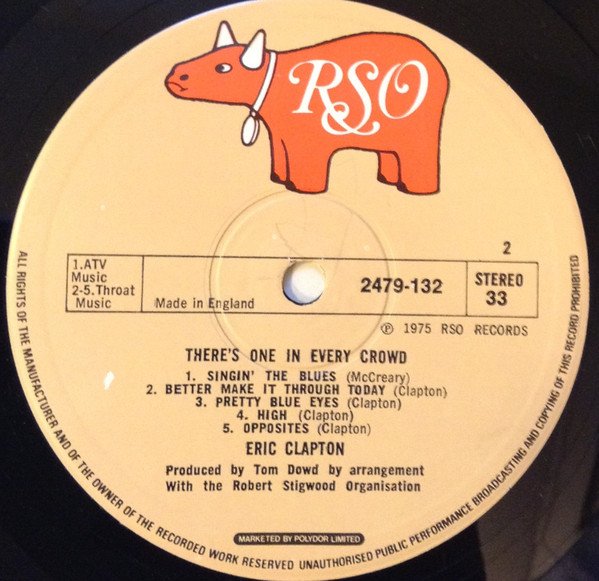 RSO
2
1.ATV
Music
2-5.Throat
Music
Made in England
2479-132
STEREO
33
℗ 1975 RSO RECORDS
THERE'S ONE IN EVERY CROWD
1. SINGIN' THE BLUES (McCreary)
2. BETTER MAKE IT THROUGH TODAY (Clapton)
3. PRETTY BLUE EYES (Clapton)
4. HIGH (Clapton)
5. OPPOSITES (Clapton)
ERIC CLAPTON
Produced by Tom Dowd by arrangement
With the Robert Stigwood Organisation
MARKETED BY POLYDOR LIMITED
ALL RIGHTS OF THE MANUFACTURER AND OF THE OWNER OF THE RECORDED WORK RESERVED UNAUTHORISED PUBLIC PERFORMANCE BROADCASTING AND COPYING OF THIS RECORD PROHIBITED